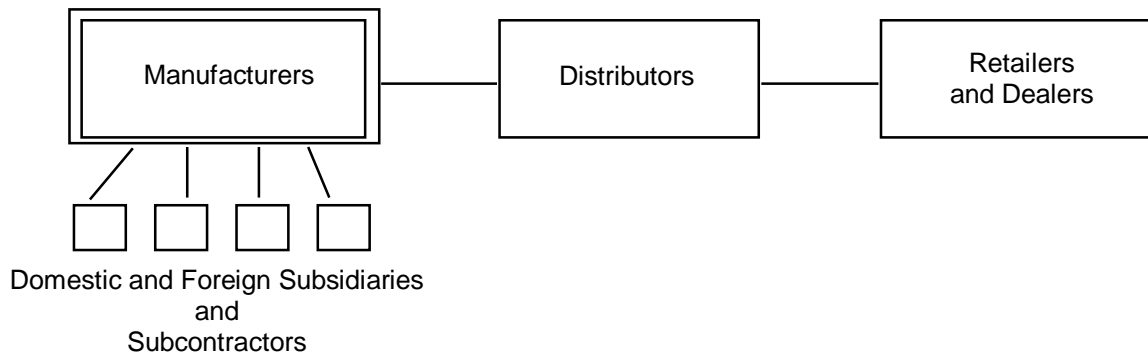 Manufacturers
Distributors
Retailers
and Dealers
Domestic and Foreign Subsidiaries
and
Subcontractors